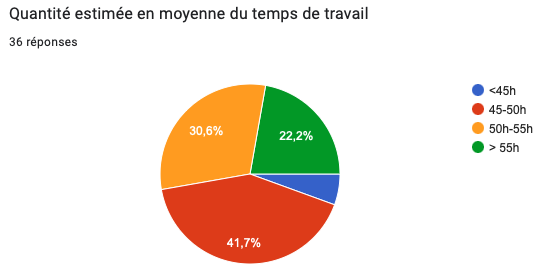 Quantité estimée en moyenne du temps de travail
36 réponses
<45h
45-50h
50h-55h
> 55h
30,6%
22,2%
41,7%